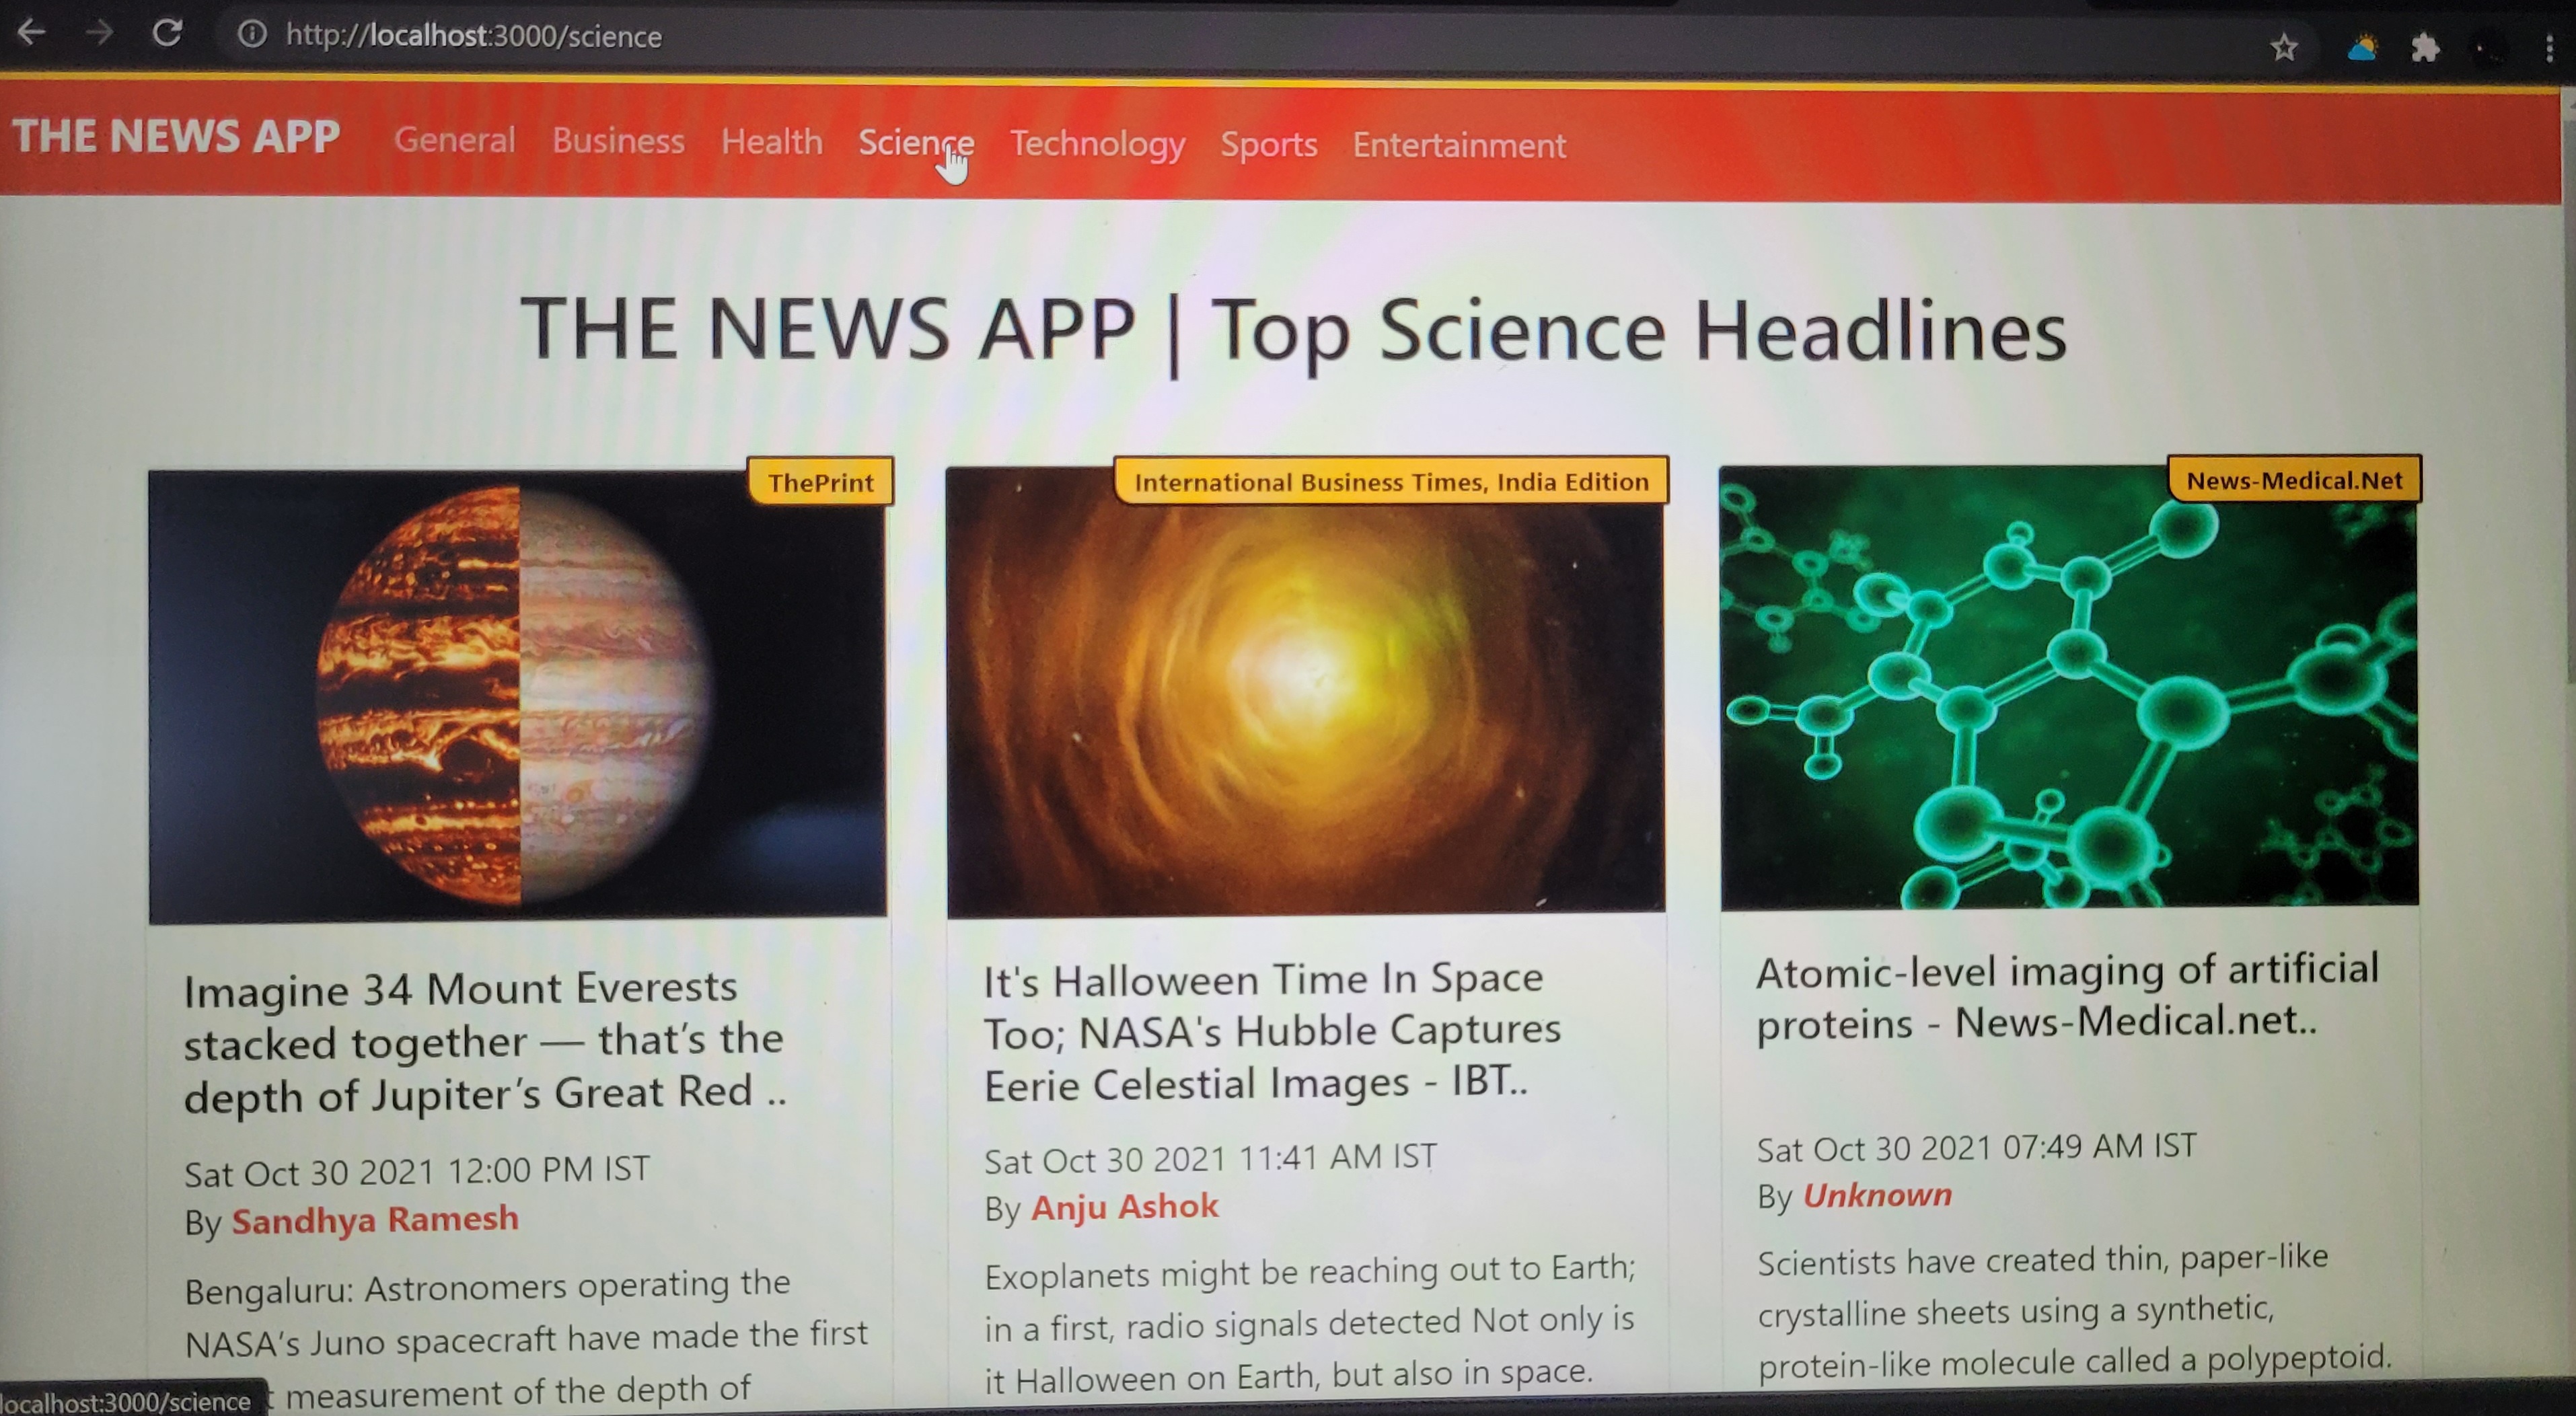 http://localhost:3000/science
THE NEWS APP General Business Health Science Technology Sports Entertainment
THE NEWS APP | Top Science Headlines
ThePrint
Imagine 34 Mount Everests
stacked together — that’s the
depth of Jupiter’s Great Red ..
Sat Oct 30 2021 12:00 PM IST
By Sandhya Ramesh
Bengaluru: Astronomers operating the
NASA’s Juno spacecraft have made the first
measurement of the depth of
International Business Times, India Edition
It's Halloween Time In Space
Too; NASA's Hubble Captures
Eerie Celestial Images - IBT..
Sat Oct 30 2021 11:41 AM IST
By Anju Ashok
Exoplanets might be reaching out to Earth;
in a first, radio signals detected Not only is
it Halloween on Earth, but also in space.
News-Medical.Net
Atomic-level imaging of artificial
proteins - News-Medical.net..
Sat Oct 30 2021 07:49 AM IST
By Unknown
Scientists have created thin, paper-like
crystalline sheets using a synthetic,
protein-like molecule called a polypeptoid.
localhost:3000/science